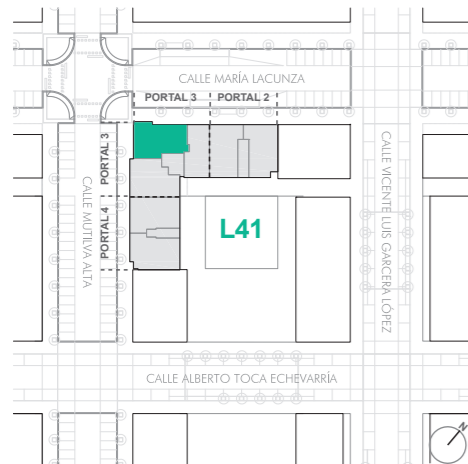 CALLE MARÍA LACUNZA
PORTAL 3
PORTAL 2
PORTAL 3
PORTAL 4
CALLE MUTILVA ALTA
CALLE VICENTE LUIS GARCERA LÓPEZ
L41
CALLE ALBERTO TOCA ECHEVARRÍA
N